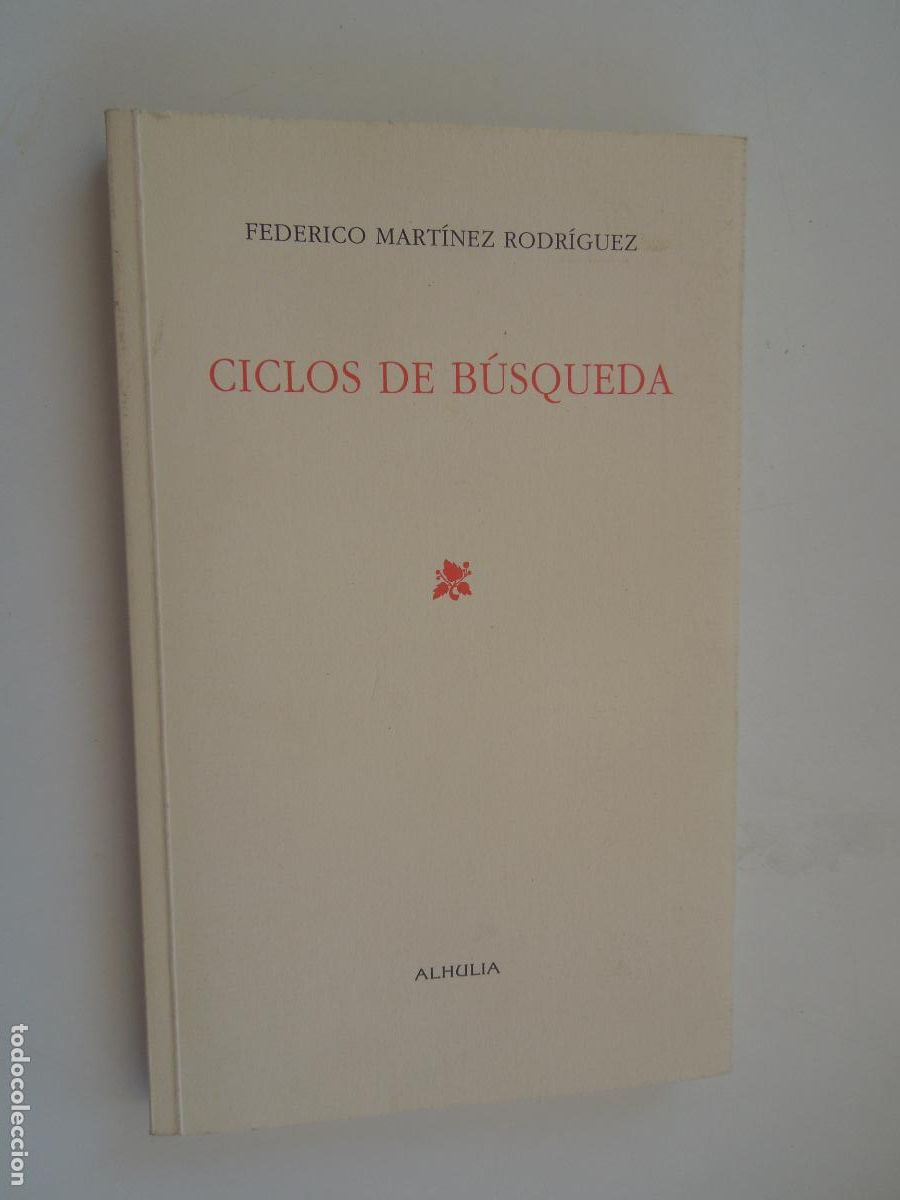 FEDERICO MARTÍNEZ RODRÍGUEZ
CICLOS DE BÚSQUEDA
ALHULIA
todocoleccion